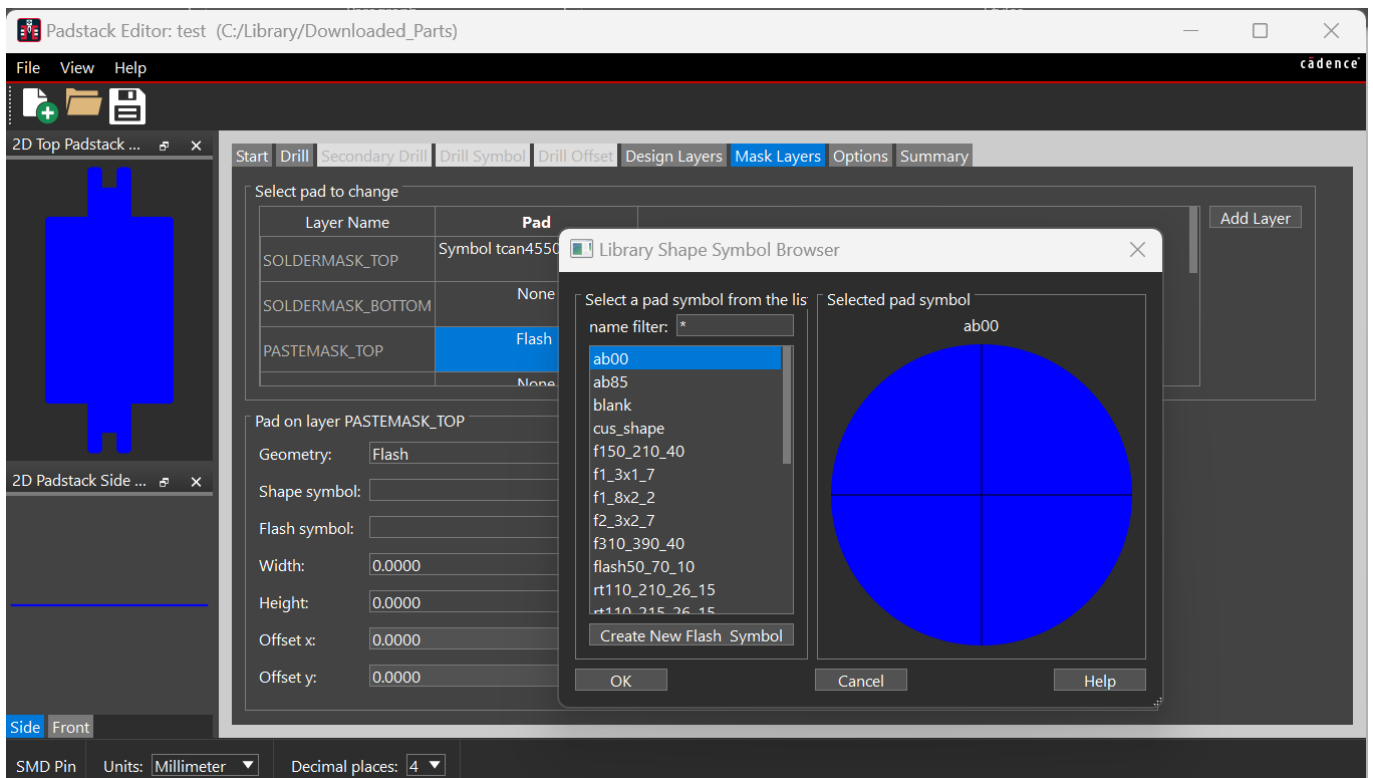 Padstack Editor: test (C:/Library/Downloaded_Parts)
File View Help
cādence
2D Top Padstack ...
Start Drill Secondary Drill Drill Symbol Drill Offset Design Layers Mask Layers Options Summary
Select pad to change
Layer Name Pad
Add Layer
SOLDERMASK_TOP Symbol tcan4550
SOLDERMASK_BOTTOM None
PASTEMASK_TOP Flash
None
Pad on layer PASTEMASK_TOP
Geometry: Flash
Shape symbol:
Flash symbol:
Width: 0.0000
Height: 0.0000
Offset x: 0.0000
Offset y: 0.0000
Library Shape Symbol Browser
Select a pad symbol from the lis
name filter: *
ab00
ab85
blank
cus_shape
f150_210_40
f1_3x1_7
f1_8x2_2
f2_3x2_7
f310_390_40
flash50_70_10
rt110_210_26_15
rt110_215_26_15
Create New Flash Symbol
Selected pad symbol
ab00
OK Cancel Help
2D Padstack Side ...
Side Front
SMD Pin Units: Millimeter Decimal places: 4